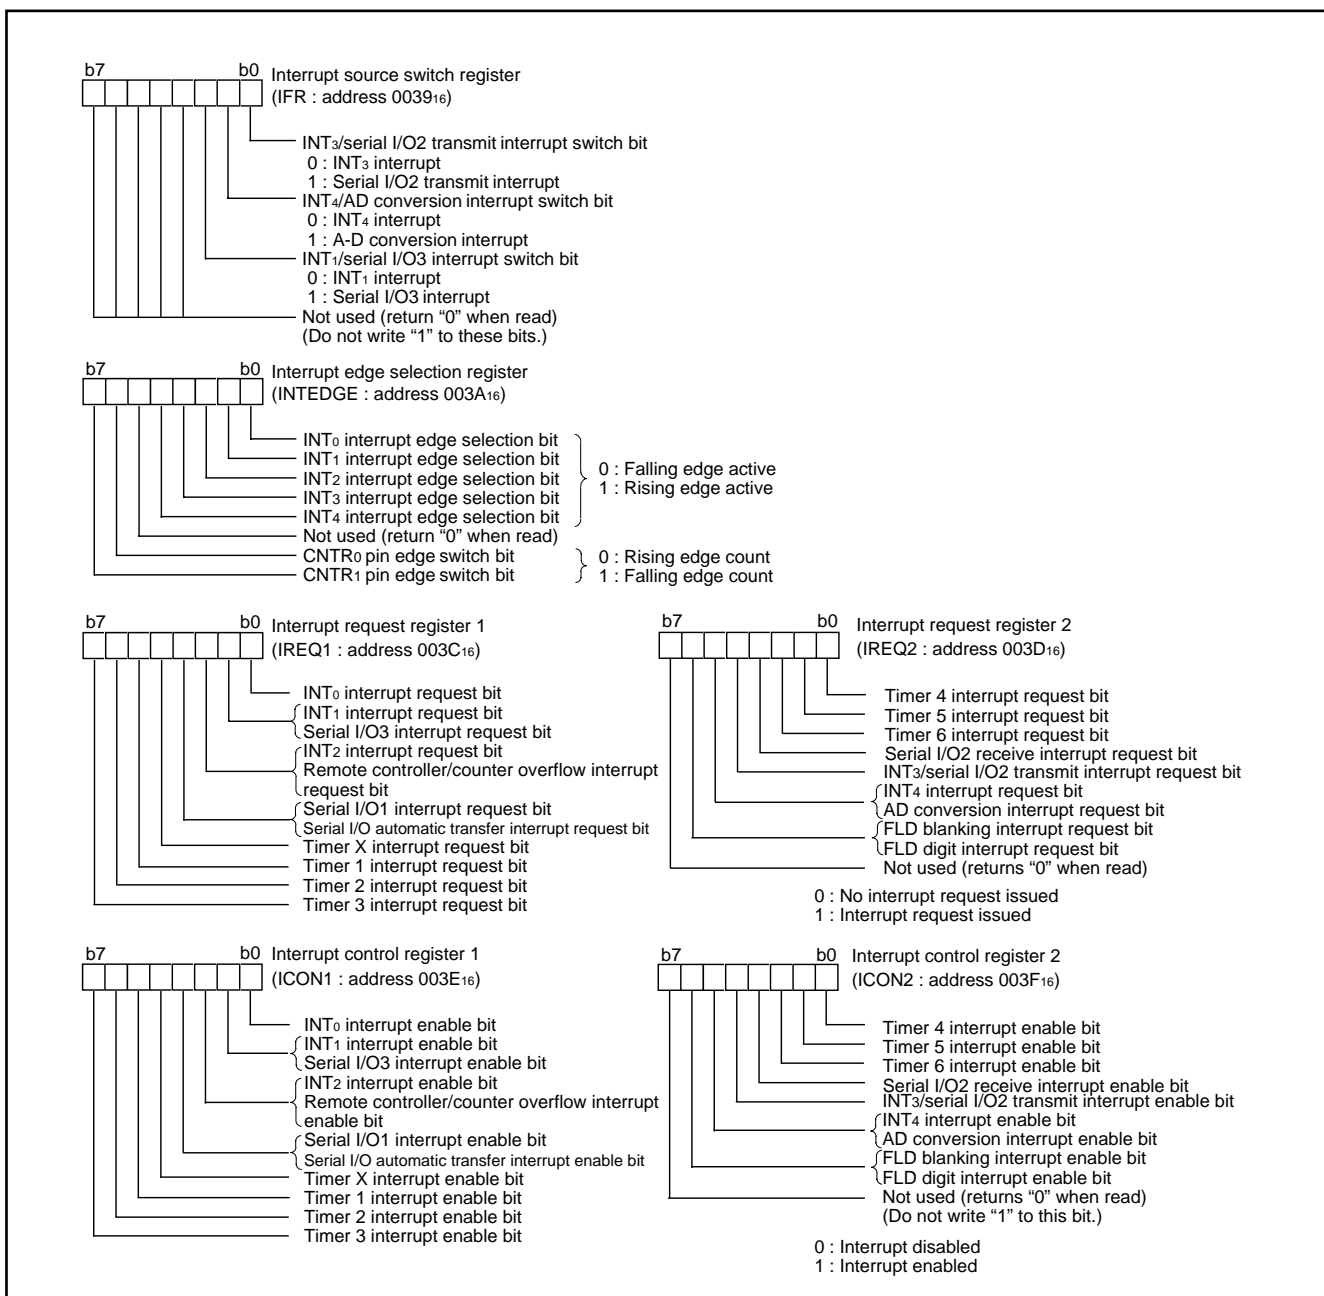 b7 b0 Interrupt source switch register
(IFR : address 003916)
INT3/serial I/O2 transmit interrupt switch bit
0 : INT3 interrupt
1 : Serial I/O2 transmit interrupt
INT4/AD conversion interrupt switch bit
0 : INT4 interrupt
1 : A-D conversion interrupt
INT1/serial I/O3 interrupt switch bit
0 : INT1 interrupt
1 : Serial I/O3 interrupt
Not used (return “0” when read)
(Do not write “1” to these bits.)
b7 b0 Interrupt edge selection register
(INTEDGE : address 003A16)
INT0 interrupt edge selection bit
INT1 interrupt edge selection bit
INT2 interrupt edge selection bit
INT3 interrupt edge selection bit
INT4 interrupt edge selection bit
0 : Falling edge active
1 : Rising edge active
Not used (return “0” when read)
CNTR0 pin edge switch bit
CNTR1 pin edge switch bit
0 : Rising edge count
1 : Falling edge count
b7 b0 Interrupt request register 1
(IREQ1 : address 003C16)
INT0 interrupt request bit
INT1 interrupt request bit
Serial I/O3 interrupt request bit
INT2 interrupt request bit
Remote controller/counter overflow interrupt
request bit
Serial I/O1 interrupt request bit
Serial I/O automatic transfer interrupt request bit
Timer X interrupt request bit
Timer 1 interrupt request bit
Timer 2 interrupt request bit
Timer 3 interrupt request bit
b7 b0 Interrupt request register 2
(IREQ2 : address 003D16)
Timer 4 interrupt request bit
Timer 5 interrupt request bit
Timer 6 interrupt request bit
Serial I/O2 receive interrupt request bit
INT3/serial I/O2 transmit interrupt request bit
INT4 interrupt request bit
AD conversion interrupt request bit
FLD blanking interrupt request bit
FLD digit interrupt request bit
Not used (returns “0” when read)
0 : No interrupt request issued
1 : Interrupt request issued
b7 b0 Interrupt control register 1
(ICON1 : address 003E16)
INT0 interrupt enable bit
INT1 interrupt enable bit
Serial I/O3 interrupt enable bit
INT2 interrupt enable bit
Remote controller/counter overflow interrupt
enable bit
Serial I/O1 interrupt enable bit
Serial I/O automatic transfer interrupt enable bit
Timer X interrupt enable bit
Timer 1 interrupt enable bit
Timer 2 interrupt enable bit
Timer 3 interrupt enable bit
b7 b0 Interrupt control register 2
(ICON2 : address 003F16)
Timer 4 interrupt enable bit
Timer 5 interrupt enable bit
Timer 6 interrupt enable bit
Serial I/O2 receive interrupt enable bit
INT3/serial I/O2 transmit interrupt enable bit
INT4 interrupt enable bit
AD conversion interrupt enable bit
FLD blanking interrupt enable bit
FLD digit interrupt enable bit
Not used (returns “0” when read)
(Do not write “1” to this bit.)
0 : Interrupt disabled
1 : Interrupt enabled